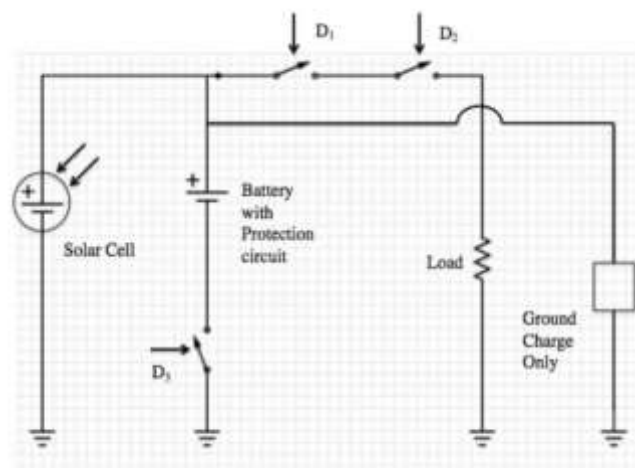 D₁
D₂
+
+
Solar Cell
Battery
with
Protection
circuit
Load
Ground
Charge
Only
D₃